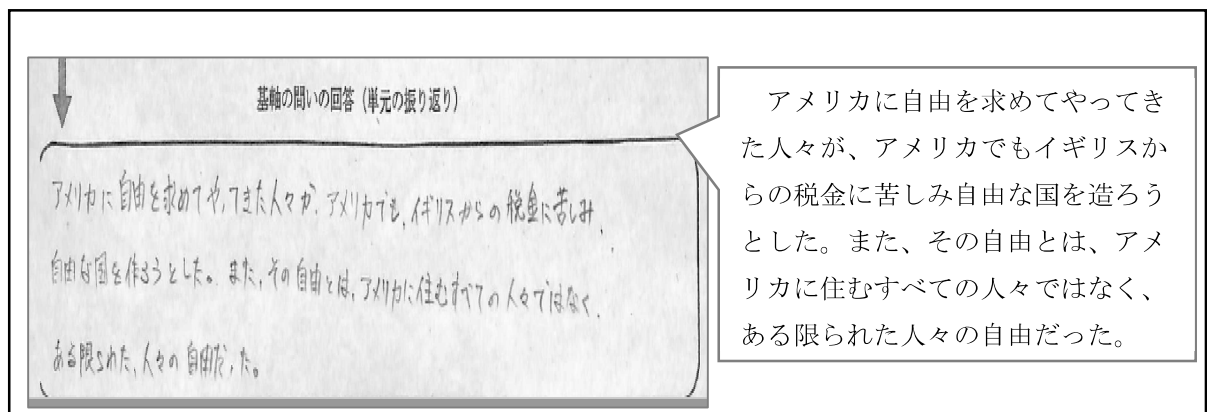 基軸の問いの回答（単元の振り返り）
アメリカに自由を求めてやってきた人々が、アメリカでも、イギリスからの税金に苦しみ、
自由な国を作ろうとした。また、その自由とは、アメリカに住むすべての人々ではなく、
ある限られた、人々の自由だった。
アメリカに自由を求めてやってき
た人々が、アメリカでもイギリスか
らの税金に苦しみ自由な国を造ろう
とした。また、その自由とは、アメ
リカに住むすべての人々ではなく、
ある限られた人々の自由だった。